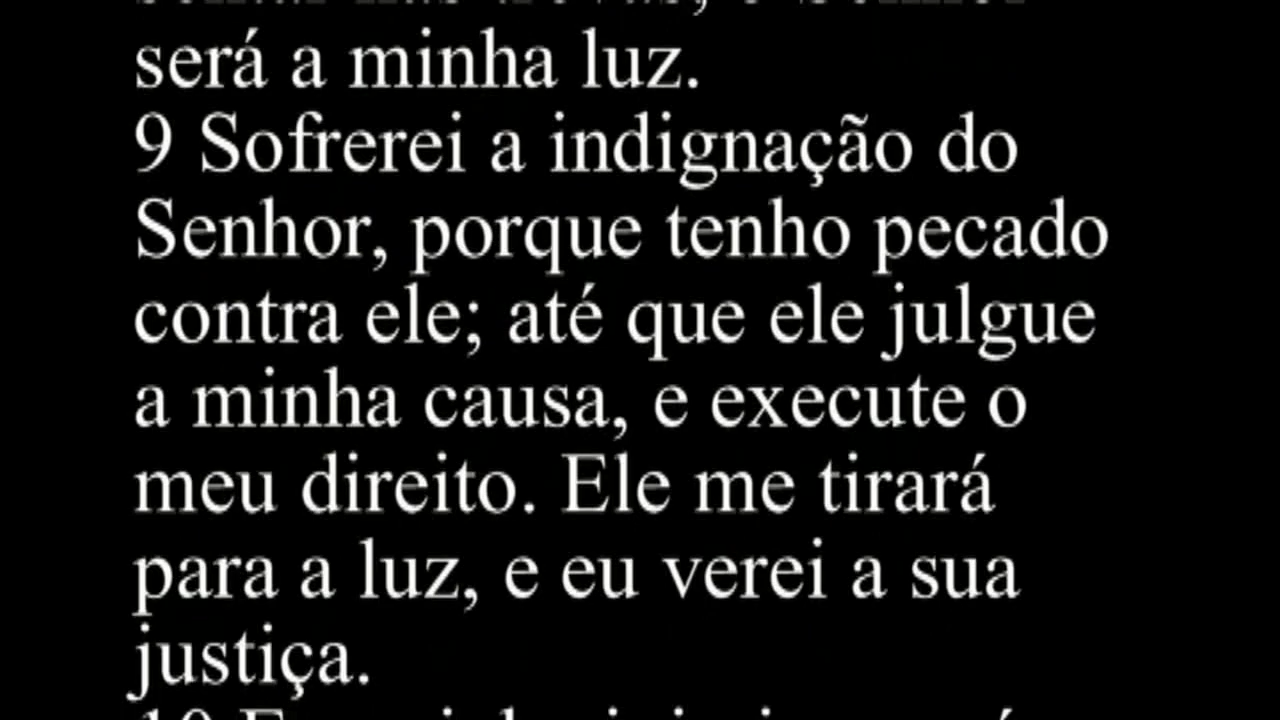 será a minha luz.
9 Sofrerei a indignação do
Senhor, porque tenho pecado
contra ele; até que ele julgue
a minha causa, e execute o
meu direito. Ele me tirará
para a luz, e eu verei a sua
justiça.